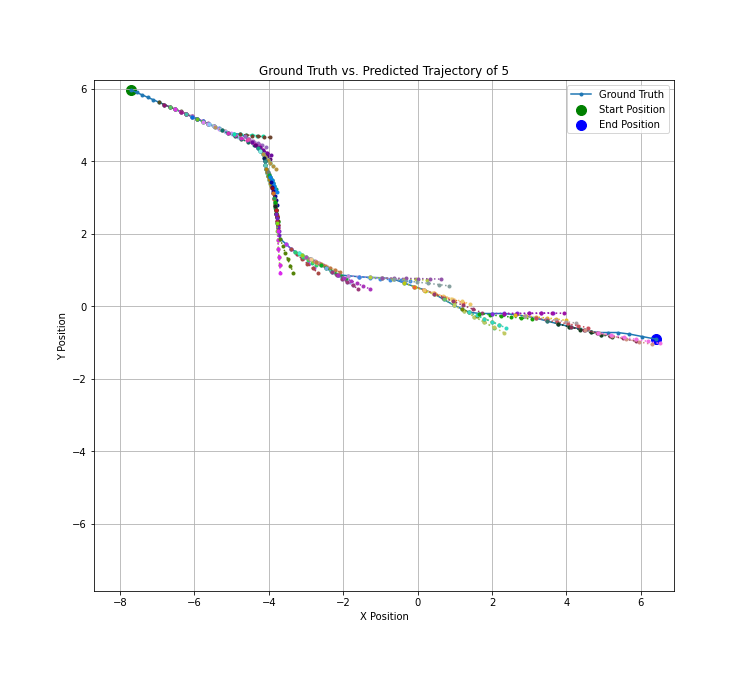 Ground Truth vs. Predicted Trajectory of 5
Ground Truth
Start Position
End Position
6
4
2
0
−2
−4
−6
Y Position
−8
−6
−4
−2
0
2
4
6
X Position